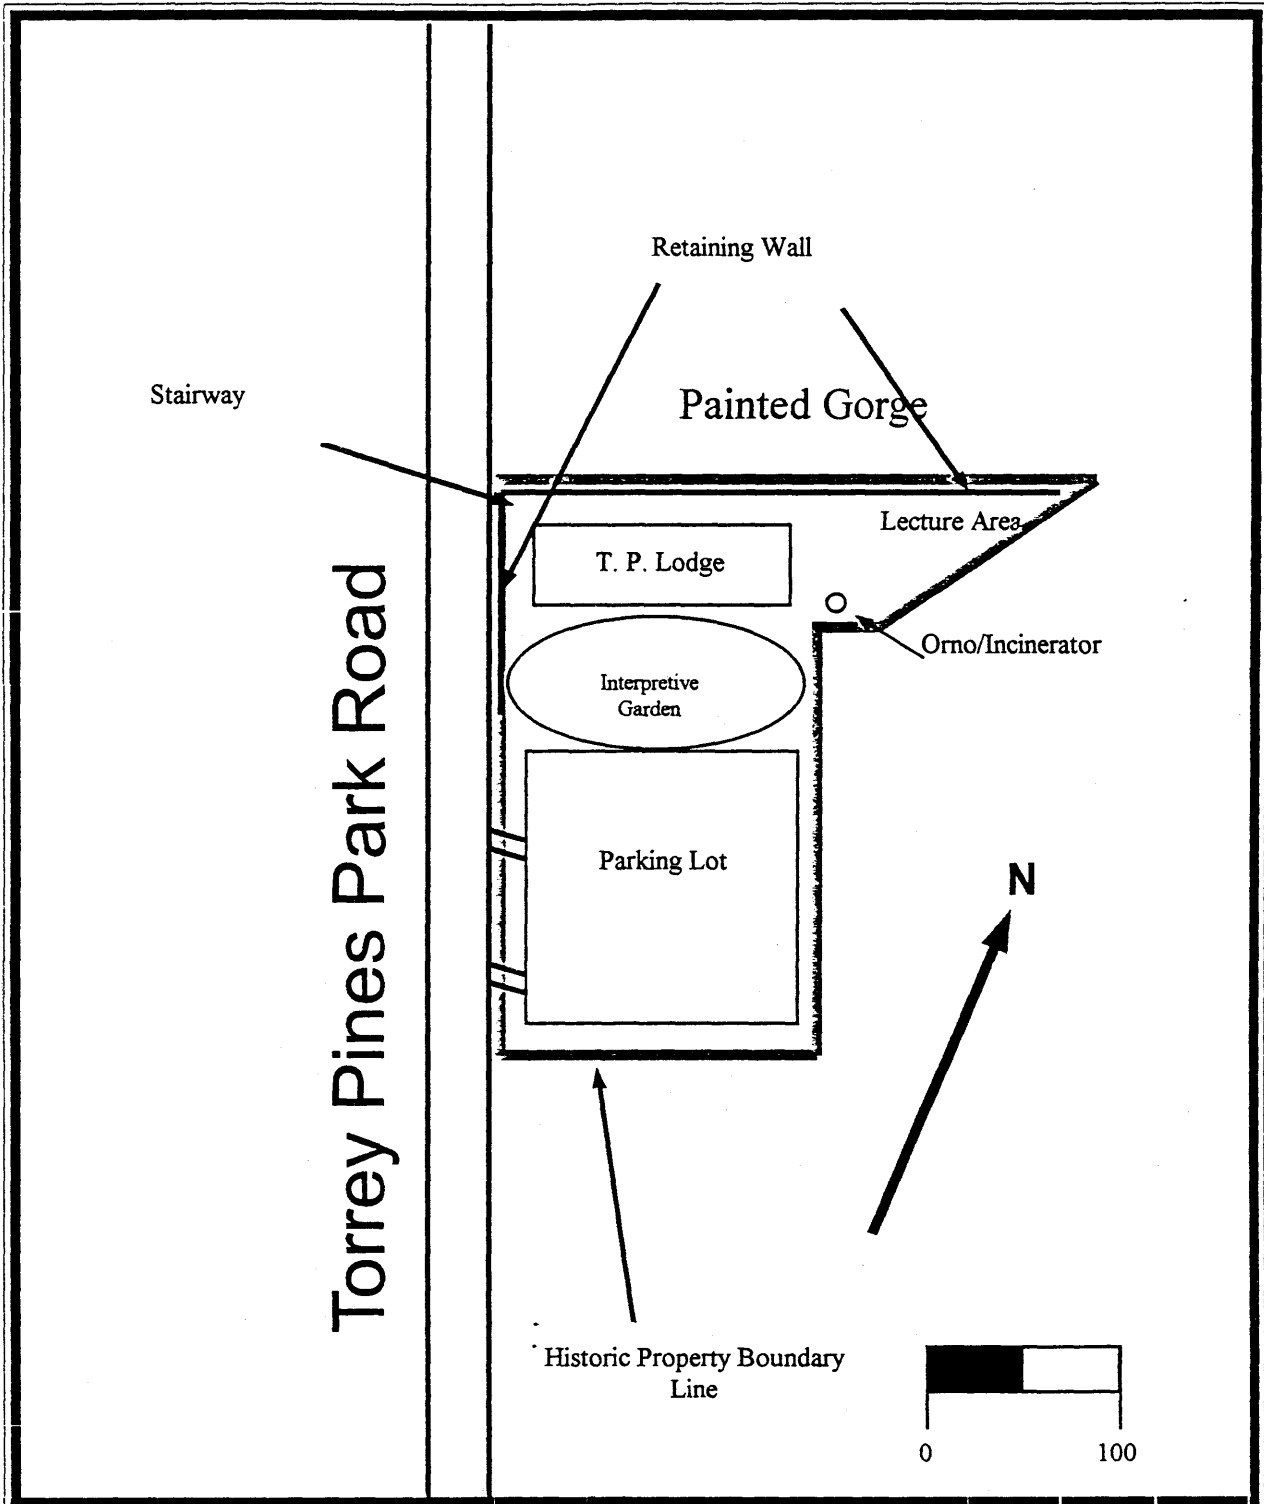 Retaining Wall
Stairway
Painted Gorge
Lecture Area
T. P. Lodge
Orno/Incinerator
Interpretive
Garden
Torrey Pines Park Road
Parking Lot
N
Historic Property Boundary
Line
0
100